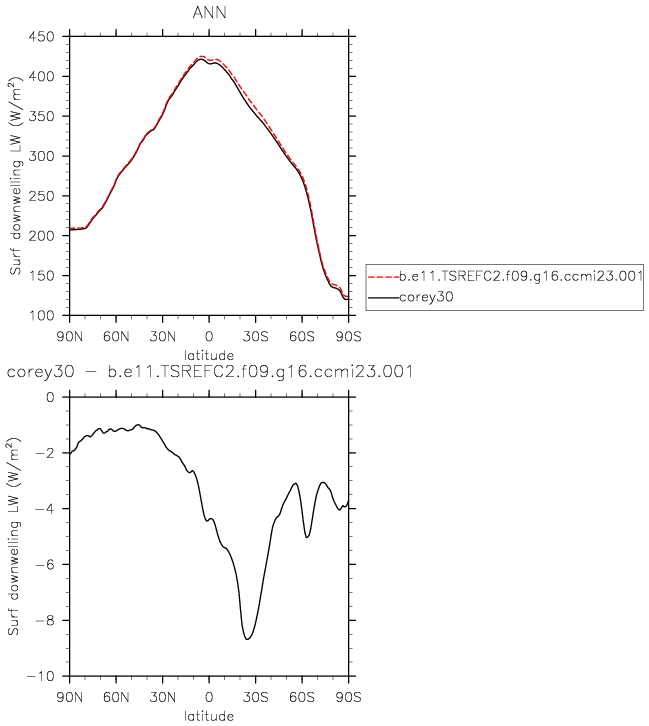 ANN
450
400
350
300
250
200
150
100
Surf downwelling LW (W/m²)
90N 60N 30N 0 30S 60S 90S
latitude
b.e11.TSREFC2.f09.g16.ccmi23.001
corey30
corey30 − b.e11.TSREFC2.f09.g16.ccmi23.001
0
−2
−4
−6
−8
−10
Surf downwelling LW (W/m²)
90N 60N 30N 0 30S 60S 90S
latitude